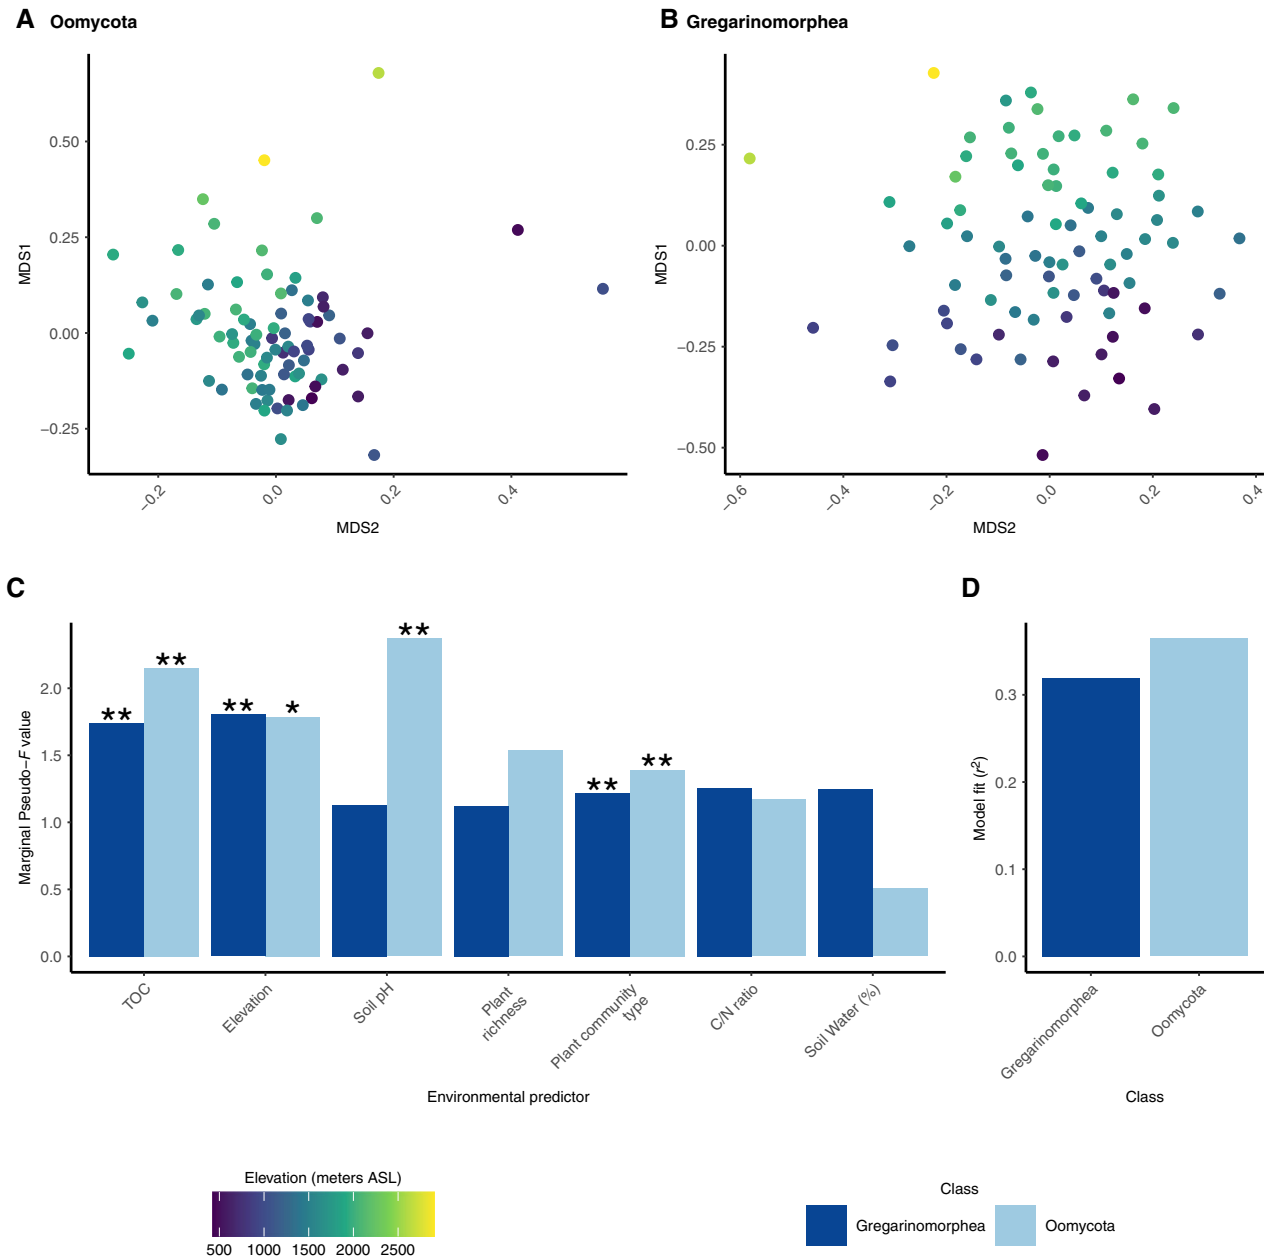 A Oomycota
0.50
0.25
0.00
−0.25
MDS1
−0.2
0.0
0.2
0.4
MDS2
B Gregarinomorphea
0.25
0.00
−0.25
−0.50
MDS1
−0.6
−0.4
−0.2
0.0
0.2
0.4
MDS2
C
2.0
1.5
1.0
0.5
0.0
Marginal Pseudo−F value
**
**
**
*
**
**
**
TOC
Elevation
Soil pH
Plant
richness
Plant community
type
C/N ratio
Soil Water (%)
Environmental predictor
D
0.3
0.2
0.1
0.0
Model fit (r²)
Gregarinomorphea
Oomycota
Class
Elevation (meters ASL)
500 1000 1500 2000 2500
Class
Gregarinomorphea
Oomycota